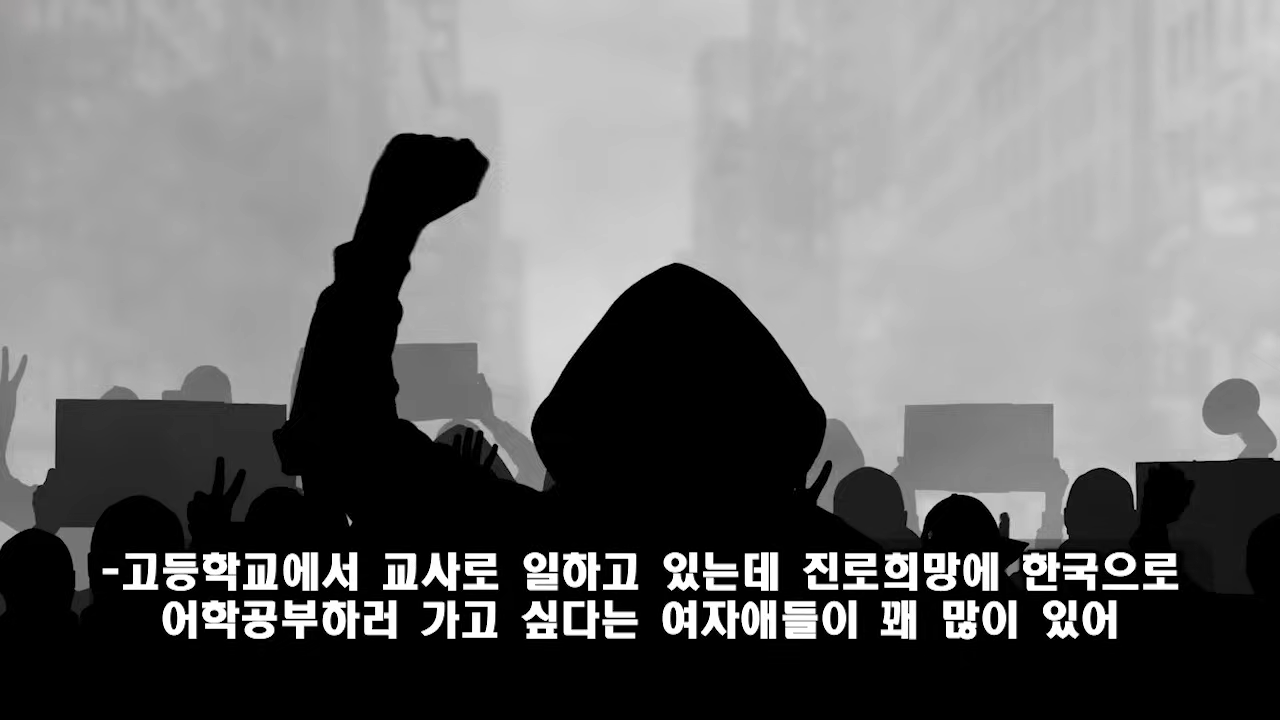 -고등학교에서 교사로 일하고 있는데 진로희망에 한국으로
어학공부하러 가고 싶다는 여자애들이 꽤 많이 있어